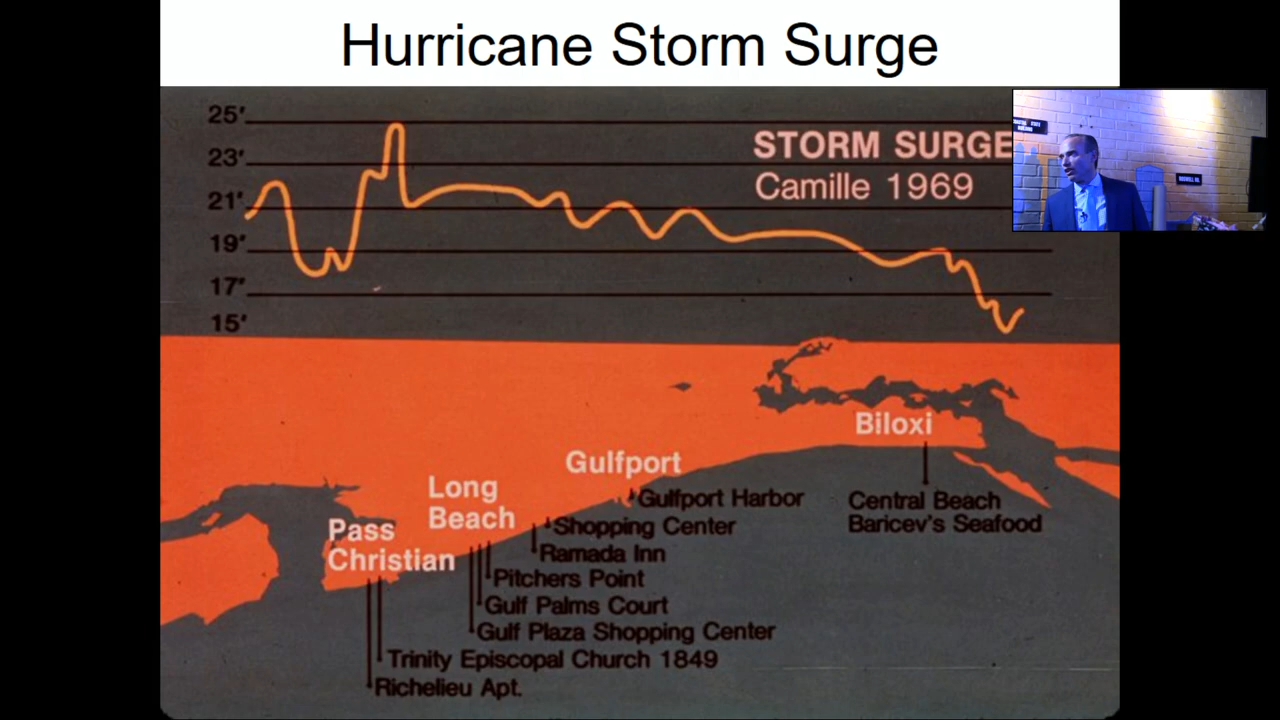 Hurricane Storm Surge
25'
23'
21'
19'
17'
15'
STORM SURGE
Camille 1969
Biloxi
Gulfport
Long
Beach
Pass
Christian
Gulfport Harbor
Central Beach
Baricev's Seafood
Shopping Center
Ramada Inn
Pitchers Point
Gulf Palms Court
Gulf Plaza Shopping Center
Trinity Episcopal Church 1849
Richelieu Apt.